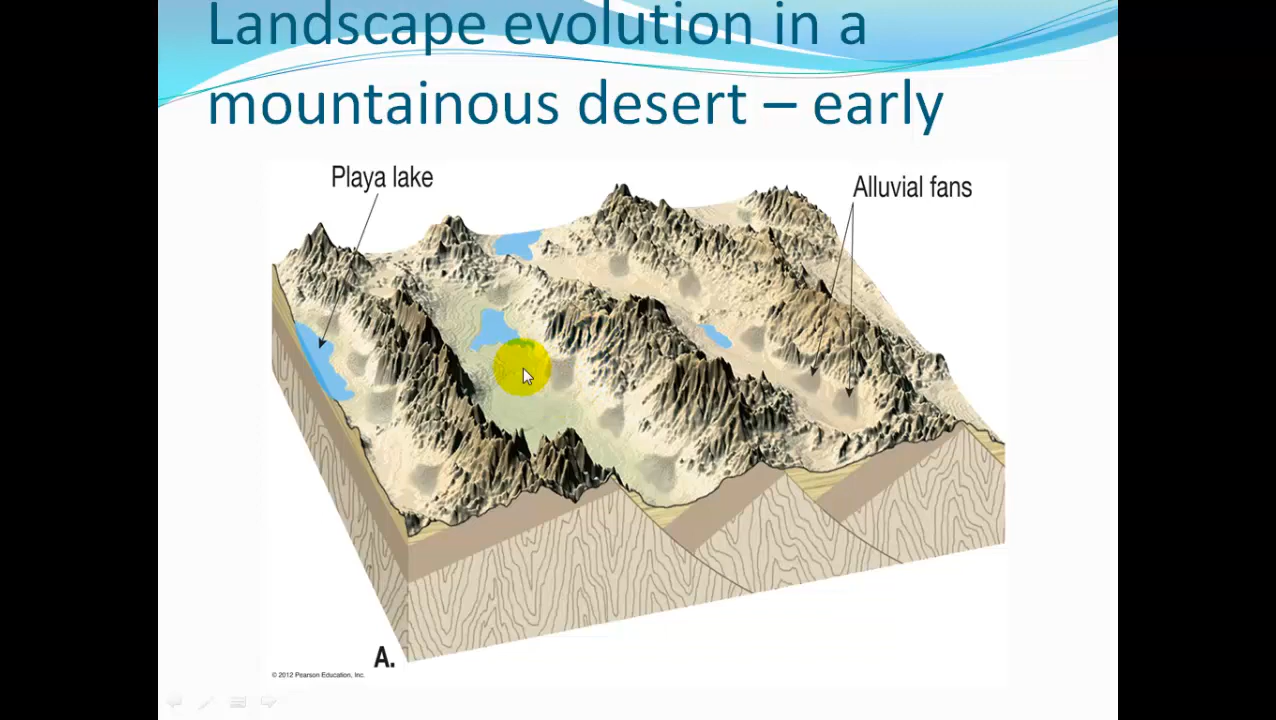 Landscape evolution in a
mountainous desert – early
Playa lake
Alluvial fans
A.
© 2012 Pearson Education, Inc.